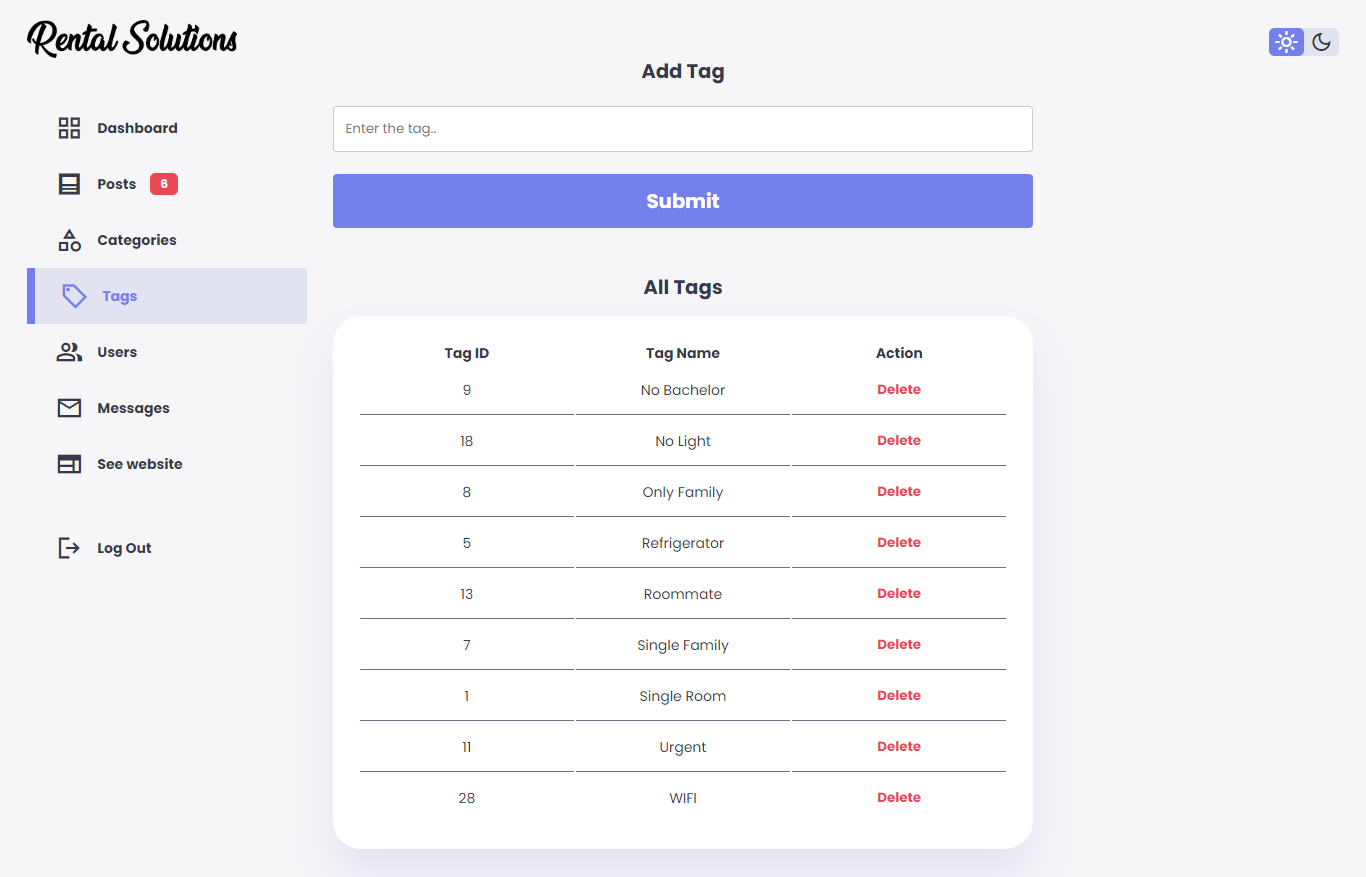 Rental Solutions
Dashboard
Posts 6
Categories
Tags
Users
Messages
See website
Log Out
Add Tag
Enter the tag..
Submit
All Tags
Tag ID Tag Name Action
9 No Bachelor Delete
18 No Light Delete
8 Only Family Delete
5 Refrigerator Delete
13 Roommate Delete
7 Single Family Delete
1 Single Room Delete
11 Urgent Delete
28 WIFI Delete